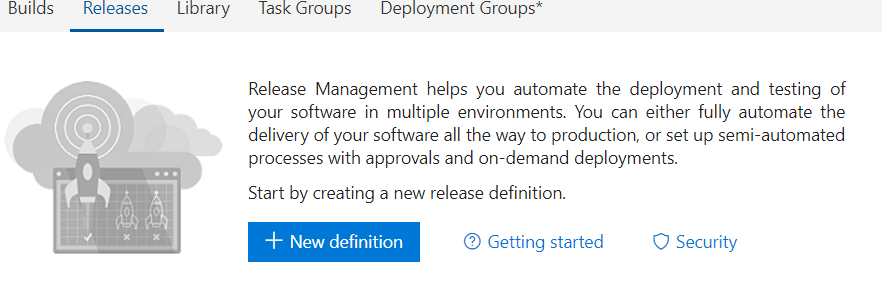 Builds Releases Library Task Groups Deployment Groups*
Release Management helps you automate the deployment and testing of
your software in multiple environments. You can either fully automate the
delivery of your software all the way to production, or set up semi-automated
processes with approvals and on-demand deployments.
Start by creating a new release definition.
+ New definition ? Getting started Security